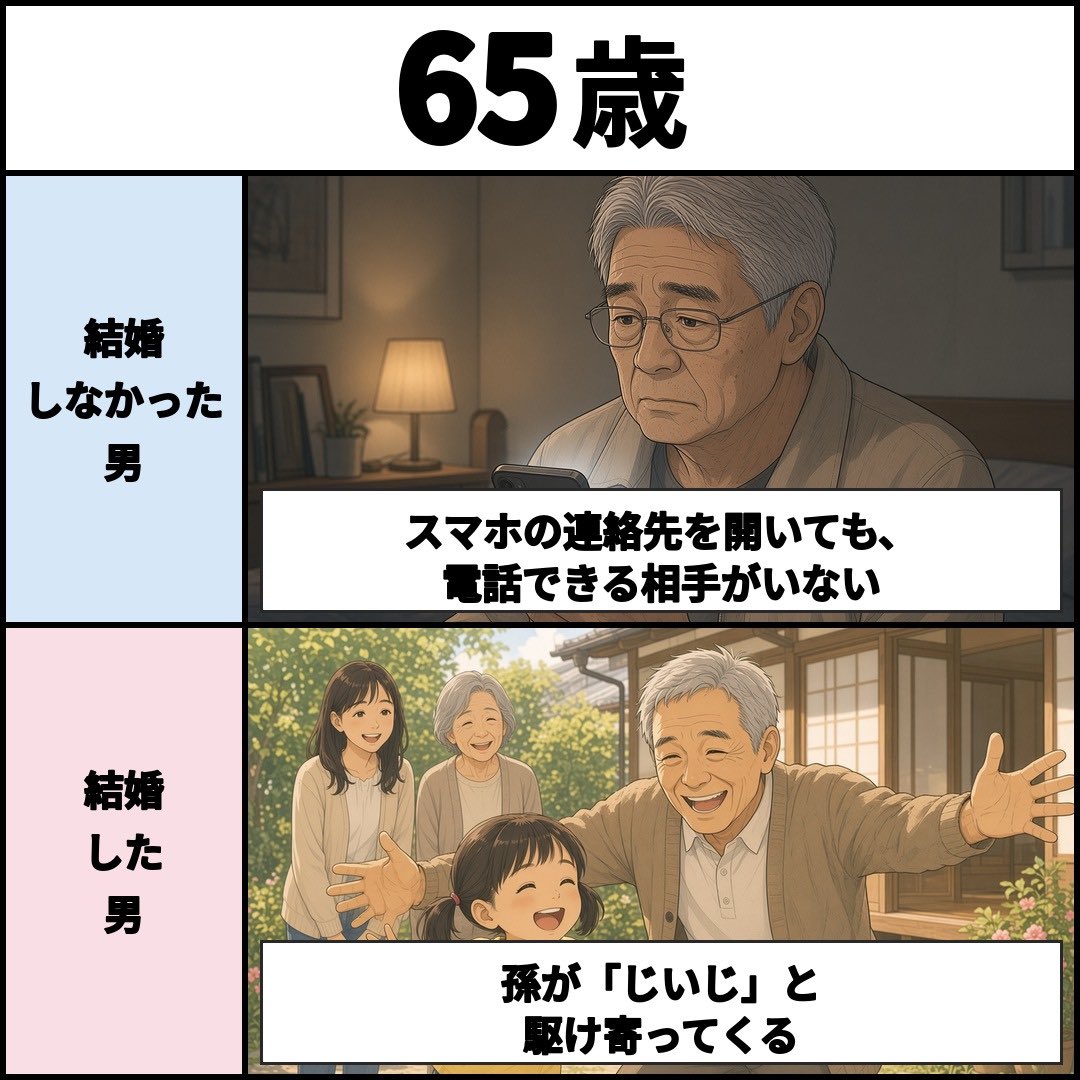 65歳
結婚
しなかった
男
スマホの連絡先を開いても、
電話できる相手がいない
結婚
した
男
孫が「じいじ」と
駆け寄ってくる